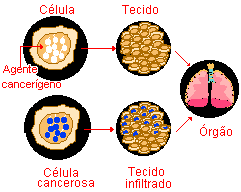 Célula
Tecido
Agente
cancerígeno
Órgão
Célula
cancerosa
Tecido
infiltrado